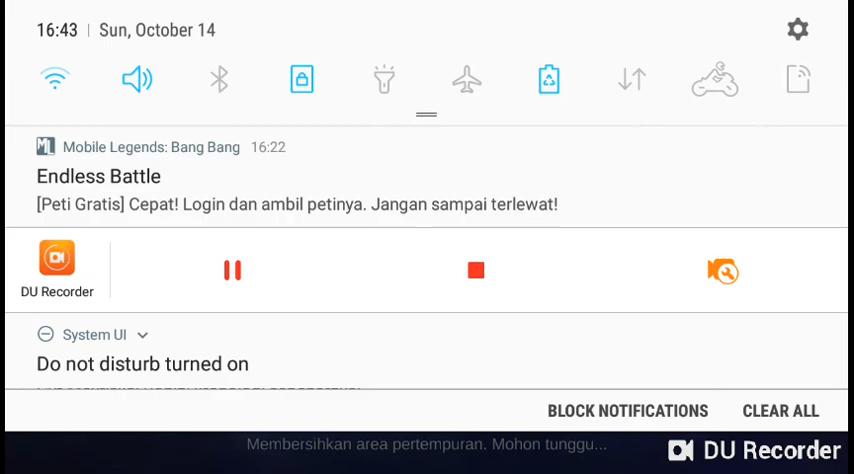 16:43 | Sun, October 14
ML Mobile Legends: Bang Bang 16:22
Endless Battle
[Peti Gratis] Cepat! Login dan ambil petinya. Jangan sampai terlewat!
DU Recorder
System UI
Do not disturb turned on
BLOCK NOTIFICATIONS CLEAR ALL
Membersihkan area pertempuran. Mohon tunggu...
DU Recorder